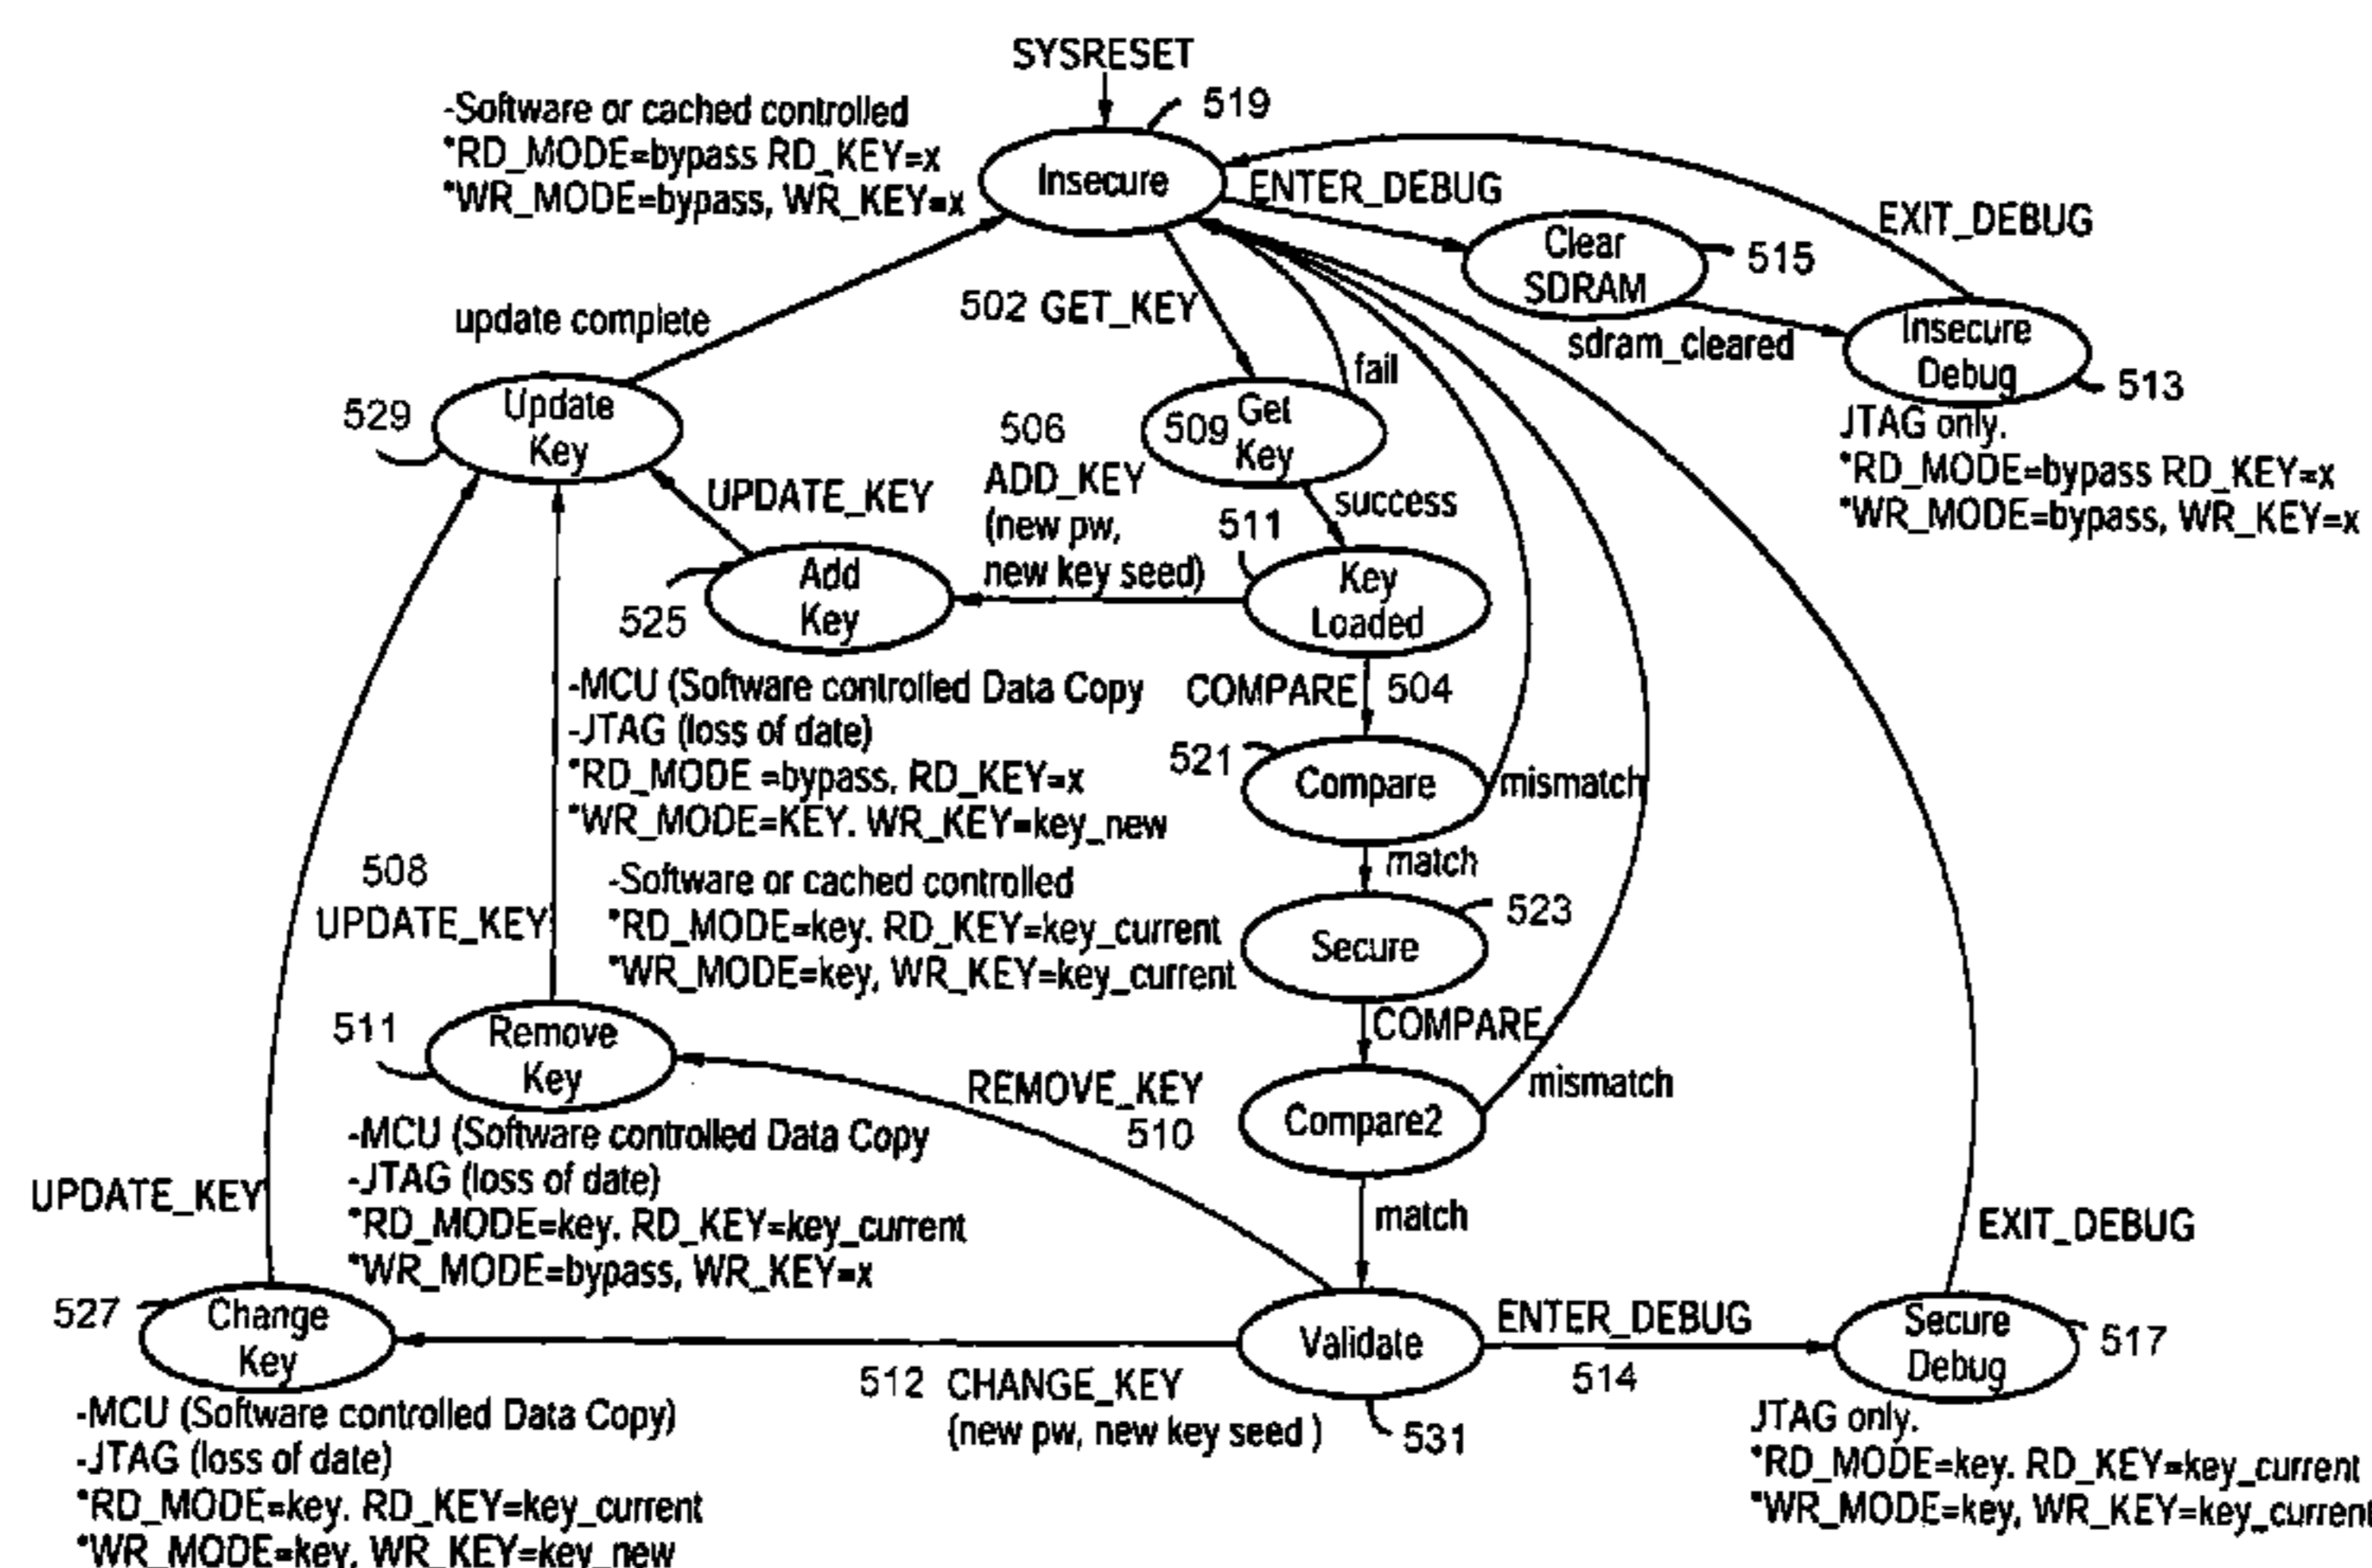 SYSRESET
519
-Software or cached controlled
*RD_MODE=bypass RD_KEY=x
*WR_MODE=bypass, WR_KEY=x
Insecure
ENTER_DEBUG
Clear
SDRAM
515
EXIT_DEBUG
502 GET_KEY
update complete
fail
sdram_cleared
Insecure
Debug
513
JTAG only.
*RD_MODE=bypass RD_KEY=x
*WR_MODE=bypass, WR_KEY=x
529
Update
Key
509
Get
Key
506
ADD_KEY
(new pw,
new key seed)
UPDATE_KEY
success
511
Add
Key
525
Key
Loaded
-MCU (Software controlled Data Copy
-JTAG (loss of date)
*RD_MODE =bypass, RD_KEY=x
*WR_MODE=KEY. WR_KEY=key_new
COMPARE
504
521
Compare
mismatch
match
508
UPDATE_KEY
-Software or cached controlled
*RD_MODE=key. RD_KEY=key_current
*WR_MODE=key, WR_KEY=key_current
523
Secure
COMPARE
511
Remove
Key
REMOVE_KEY
510
Compare2
mismatch
-MCU (Software controlled Data Copy
-JTAG (loss of date)
*RD_MODE=key. RD_KEY=key_current
*WR_MODE=bypass, WR_KEY=x
match
UPDATE_KEY
EXIT_DEBUG
527
Change
Key
Validate
ENTER_DEBUG
514
Secure
Debug
517
512 CHANGE_KEY
(new pw, new key seed )
531
-MCU (Software controlled Data Copy)
-JTAG (loss of date)
*RD_MODE=key. RD_KEY=key_current
*WR_MODE=key, WR_KEY=key_new
JTAG only.
*RD_MODE=key. RD_KEY=key_current
*WR_MODE=key, WR_KEY=key_current